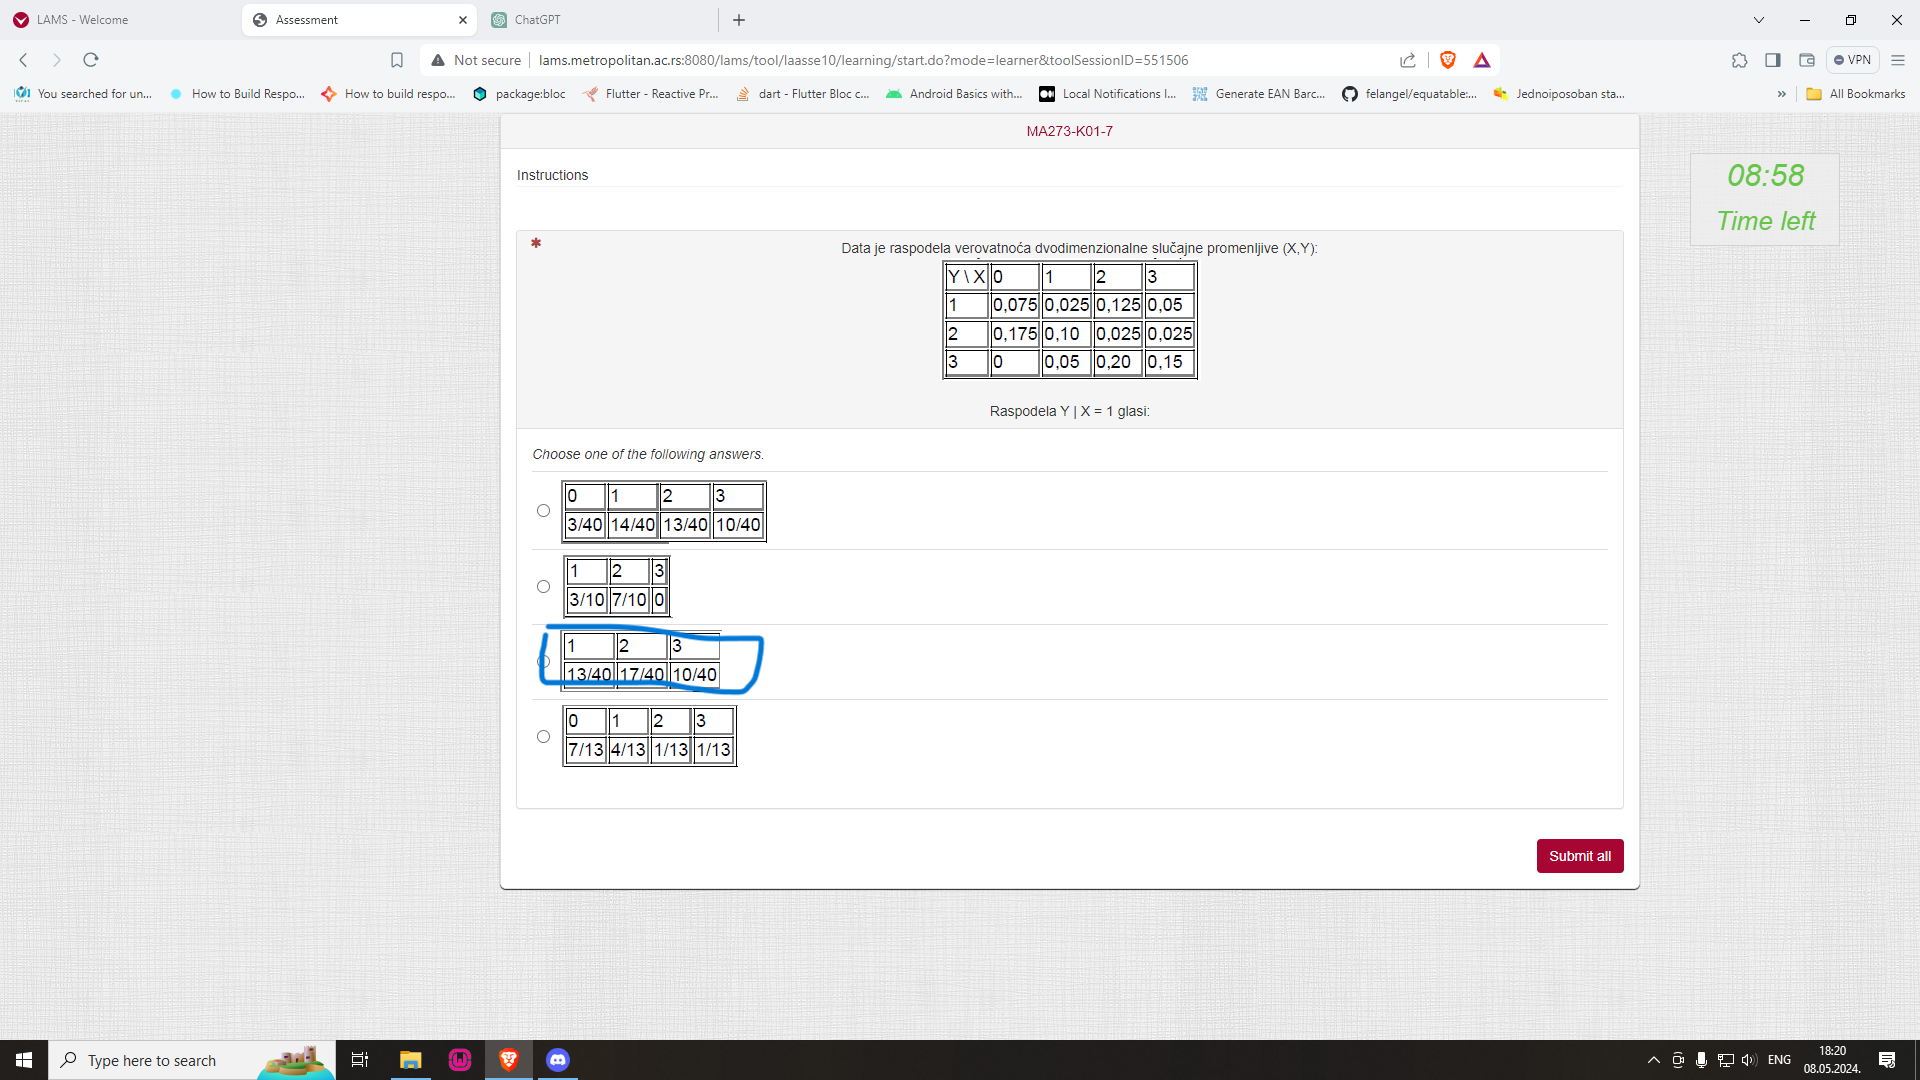 LAMS - Welcome
Assessment
ChatGPT
Not secure
lams.metropolitan.ac.rs:8080/lams/tool/laasse10/learning/start.do?mode=learner&toolSessionID=551506
VPN
You searched for un...
How to Build Respo...
How to build respo...
package:bloc
Flutter - Reactive Pr...
dart - Flutter Bloc c...
Android Basics with...
Local Notifications I...
Generate EAN Barc...
felangel/equatable:...
Jednoiposoban sta...
All Bookmarks
MA273-K01-7
Instructions
08:58
Time left
* Data je raspodela verovatnoća dvodimenzionalne slučajne promenljive (X,Y):
Y \ X 0 1 2 3
1 0,075 0,025 0,125 0,05
2 0,175 0,10 0,025 0,025
3 0 0,05 0,20 0,15
Raspodela Y | X = 1 glasi:
Choose one of the following answers.
0 1 2 3
3/40 14/40 13/40 10/40
1 2 3
3/10 7/10 0
1 2 3
13/40 17/40 10/40
0 1 2 3
7/13 4/13 1/13 1/13
Submit all
Type here to search
ENG
18:20
08.05.2024.